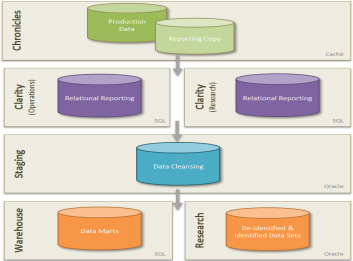 Chronicles
Production
Data
Reporting Copy
Caché
Clarity
(Operations)
Relational Reporting
SQL
Clarity
(Research)
Relational Reporting
SQL
Staging
Data Cleansing
Oracle
Warehouse
Data Marts
SQL
Research
De-Identified &
Identified Data Sets
Oracle